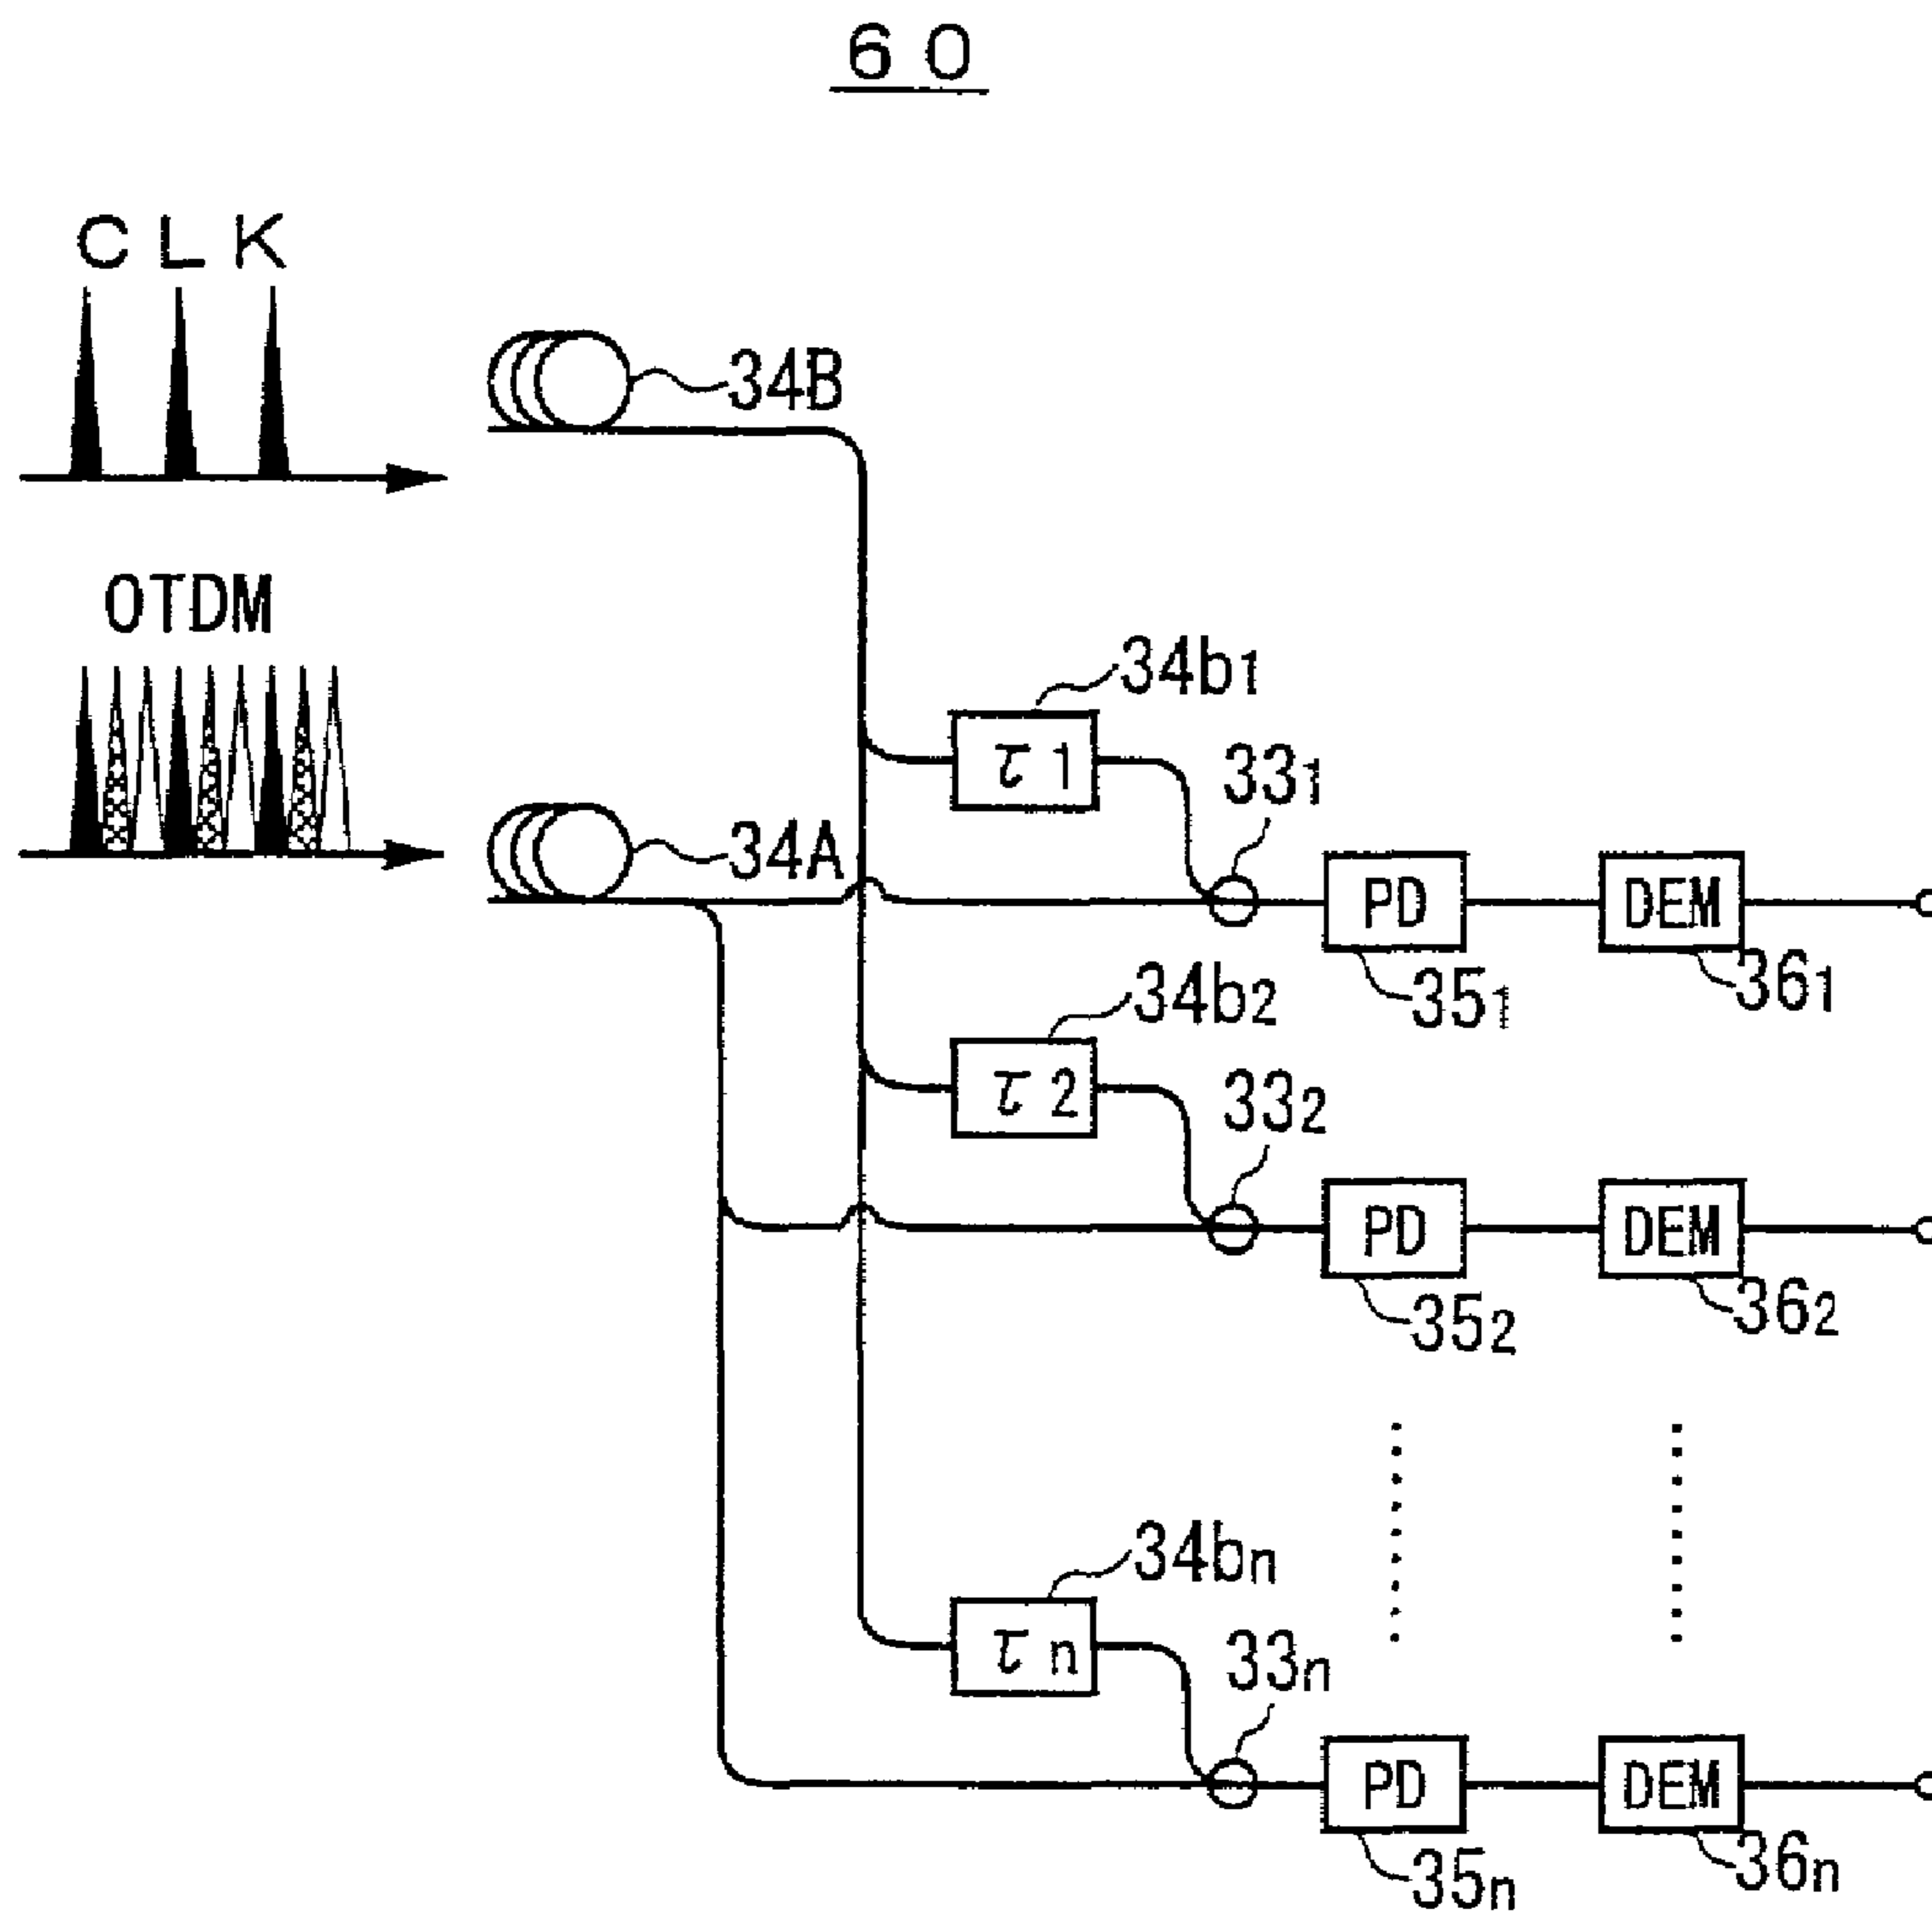 60
CLK
34B
OTDM
34b1
τ1
331
34A
PD
DEM
351
361
34b2
τ2
332
PD
DEM
352
362
34bn
τn
33n
PD
DEM
35n
36n